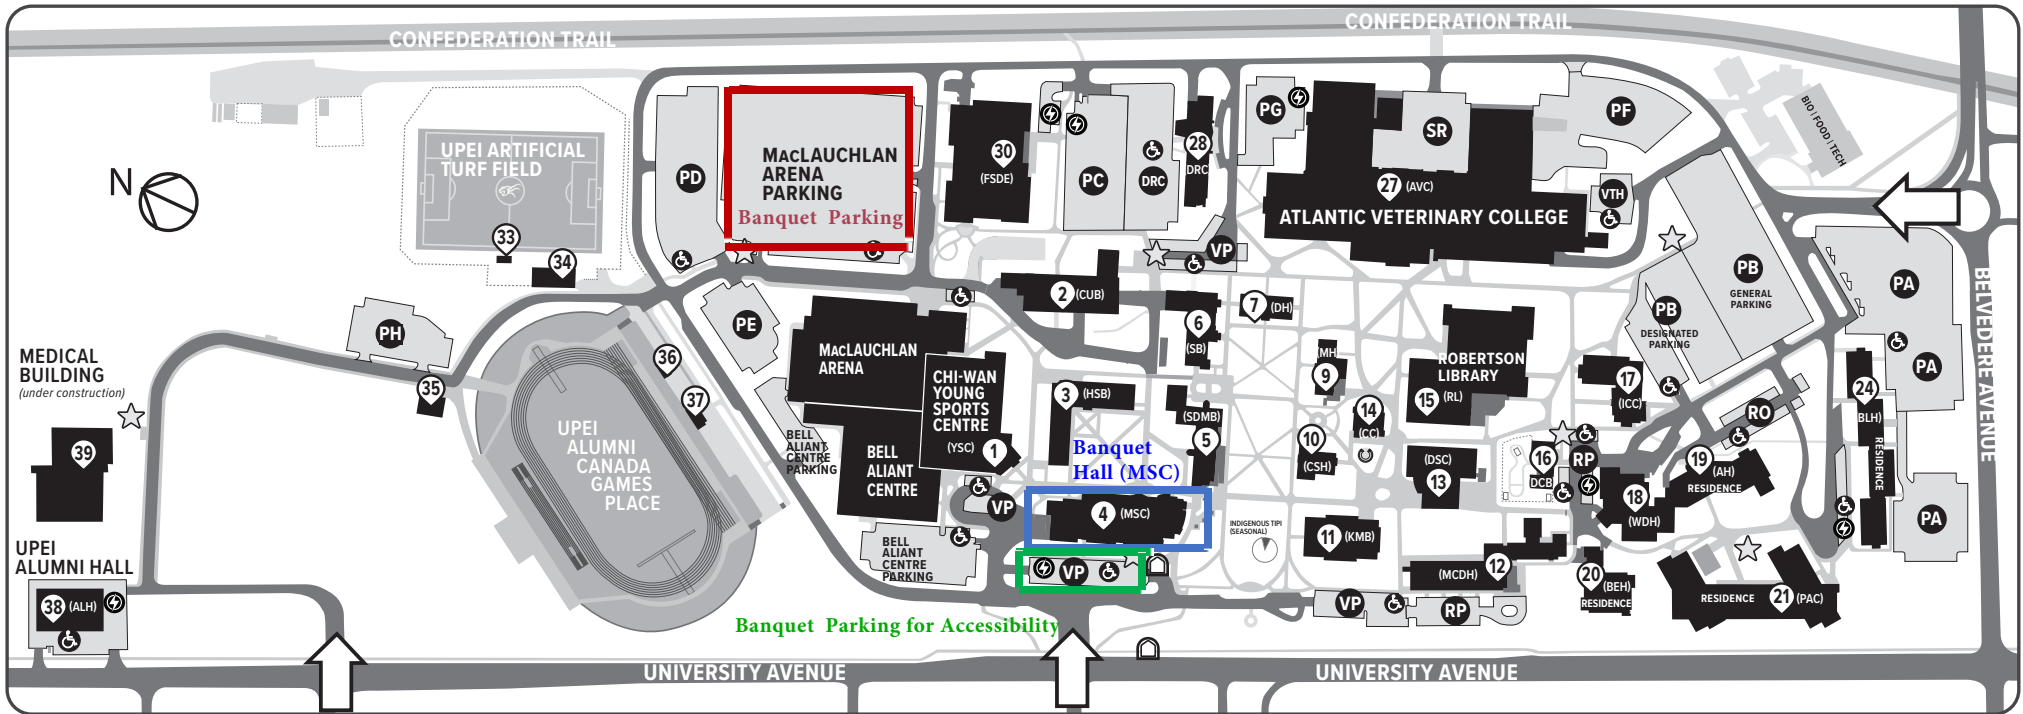 CONFEDERATION TRAIL
CONFEDERATION TRAIL
N
UPEI ARTIFICIAL
TURF FIELD
33
34
PD
MACLAUCHLAN
ARENA
PARKING
Banquet Parking
30
(FSDE)
PC
DRC
28
DRC
PG
SR
PF
27 (AVC)
ATLANTIC VETERINARY COLLEGE
VTH
BIO | FOOD | TECH
VP
2 (CUB)
6
(SB)
7 (DH)
PB
GENERAL
PARKING
PB
DESIGNATED
PARKING
PA
PA
PA
BELVEDERE AVENUE
PH
35
36
37
PE
MACLAUCHLAN
ARENA
CHI-WAN
YOUNG
SPORTS
CENTRE
(YSC) 1
BELL
ALIANT
CENTRE
BELL
ALIANT
CENTRE
PARKING
BELL
ALIANT
CENTRE
PARKING
UPEI
ALUMNI
CANADA
GAMES
PLACE
MEDICAL
BUILDING
(under construction)
39
UPEI
ALUMNI HALL
38 (ALH)
3 (HSB)
(SDMB)
5
Banquet
Hall (MSC)
VP
4 (MSC)
VP
Banquet Parking for Accessibility
(MH)
9
10
(CSH)
14
(CC)
ROBERTSON
LIBRARY
15 (RL)
(DSC)
13
INDIGENOUS TIPI
(SEASONAL)
11 (KMB)
(MCDH) 12
VP
RP
16
DCB
RP
17
(ICC)
18
(WDH)
19
(AH)
RESIDENCE
20
(BEH)
RESIDENCE
RESIDENCE 21 (PAC)
RO
24
(BLH)
RESIDENCE
UNIVERSITY AVENUE
UNIVERSITY AVENUE